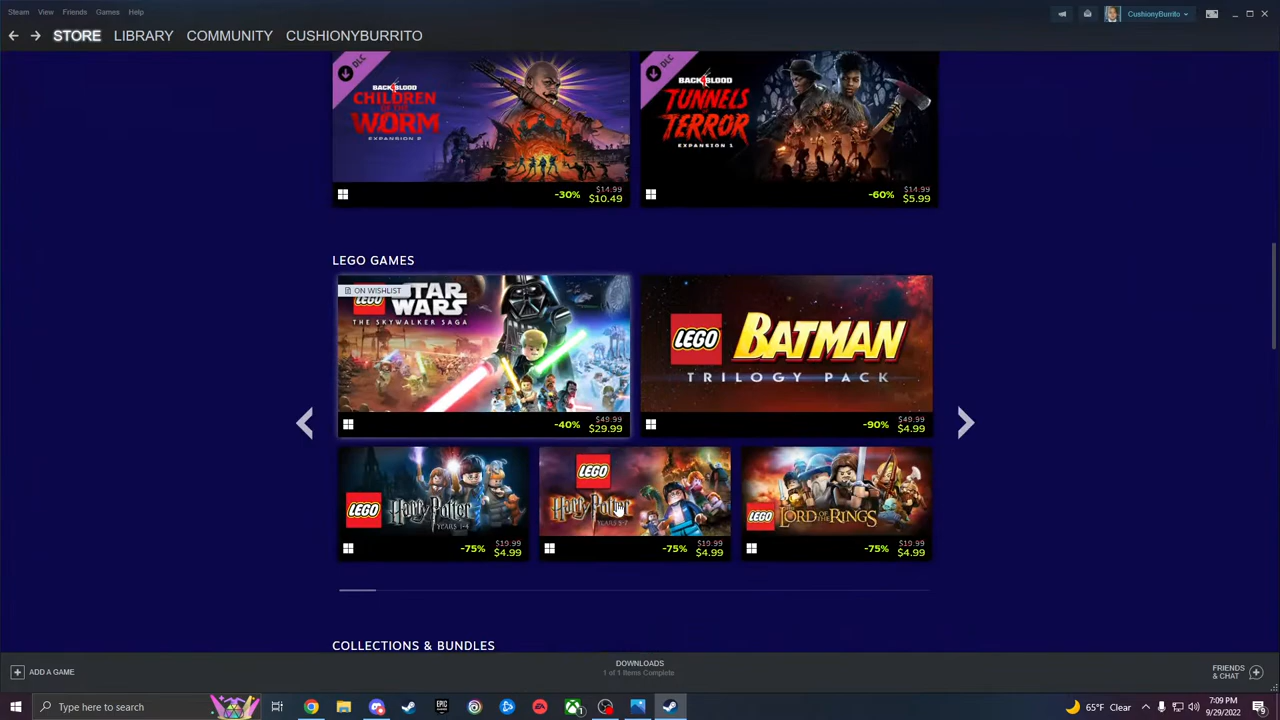 Steam View Friends Games Help
CushionyBurrito
STORE LIBRARY COMMUNITY CUSHIONYBURRITO
DLC
BACK 4 BLOOD
CHILDREN
OF THE
WORM
EXPANSION 2
-30%
$14.99
$10.49
DLC
BACK 4 BLOOD
TUNNELS
OF
TERROR
EXPANSION 1
-60%
$14.99
$5.99
LEGO GAMES
ON WISHLIST
LEGO STAR
WARS
THE SKYWALKER SAGA
-40%
$49.99
$29.99
LEGO BATMAN
TRILOGY PACK
-90%
$49.99
$4.99
LEGO Harry Potter
YEARS 1-4
-75%
$19.99
$4.99
LEGO
Harry Potter
YEARS 5-7
-75%
$19.99
$4.99
LEGO THE LORD OF THE RINGS
-75%
$19.99
$4.99
COLLECTIONS & BUNDLES
ADD A GAME
DOWNLOADS
1 of 1 Items Complete
FRIENDS
& CHAT
Type here to search
EPIC
GAMES
EA
65°F Clear
7:09 PM
9/29/2022